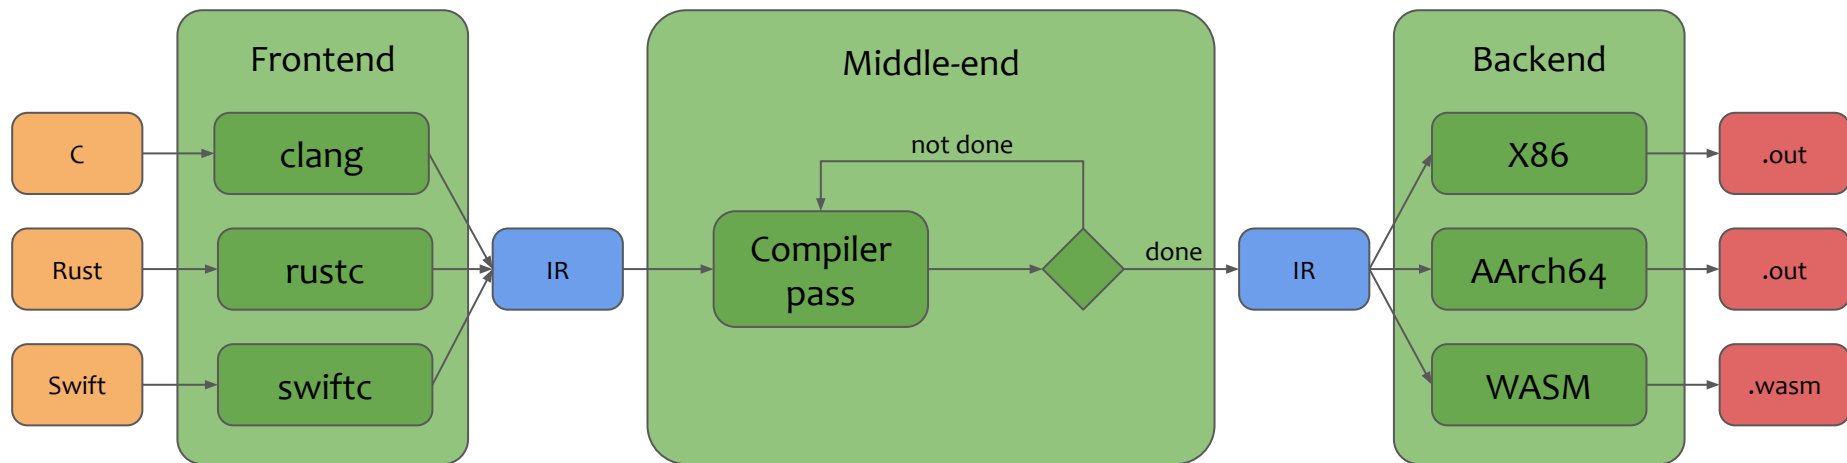 Frontend
Middle-end
Backend
C
clang
not done
X86
.out
Rust
rustc
IR
Compiler
pass
done
IR
AArch64
.out
Swift
swiftc
WASM
.wasm